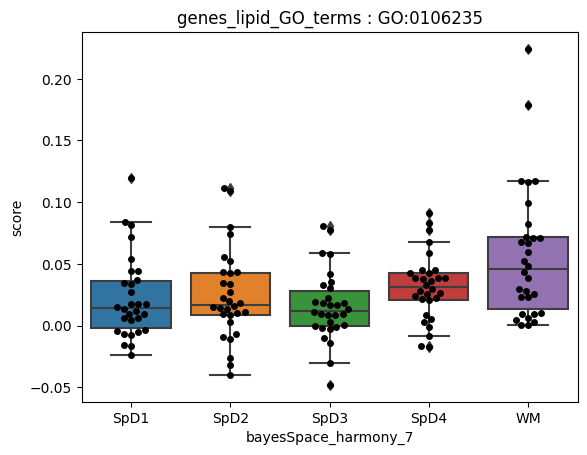 genes_lipid_GO_terms : GO:0106235
score
0.20
0.15
0.10
0.05
0.00
−0.05
SpD1 SpD2 SpD3 SpD4 WM
bayesSpace_harmony_7